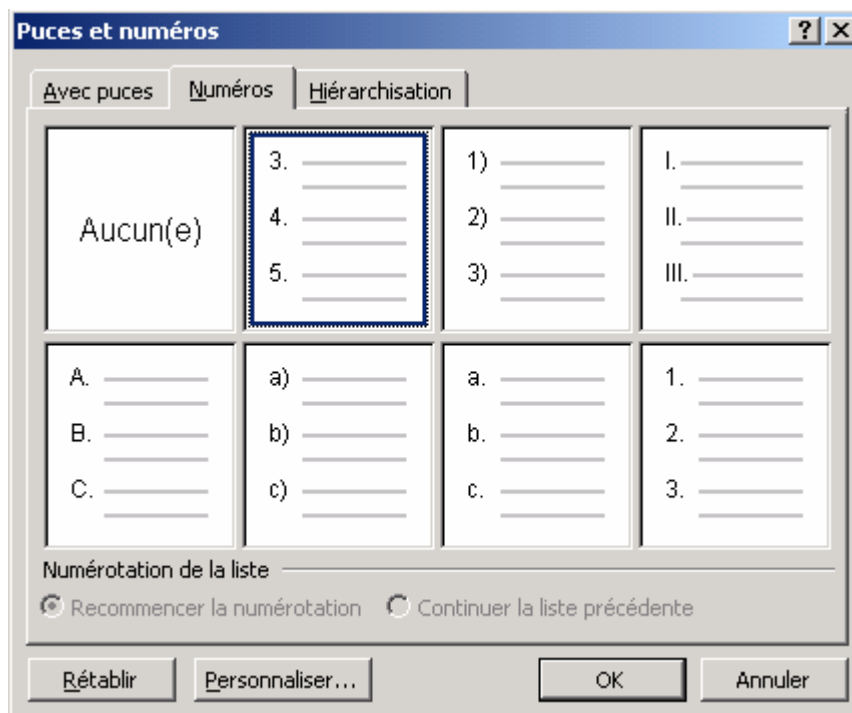 Puces et numéros
Avec puces Numéros Hiérarchisation
Aucun(e)
3.
4.
5.
1)
2)
3)
I.
II.
III.
A.
B.
C.
a)
b)
c)
a.
b.
c.
1.
2.
3.
Numérotation de la liste
Recommencer la numérotation Continuer la liste précédente
Rétablir Personnaliser... OK Annuler